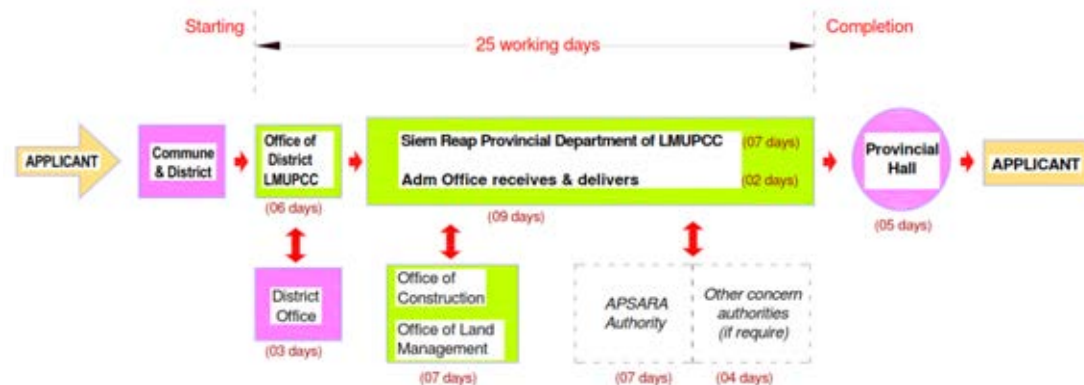 Starting
25 working days
Completion
APPLICANT
Commune
& District
Office of
District
LMUPCC
(06 days)
Siem Reap Provincial Department of LMUPCC (07 days)
Adm Office receives & delivers (02 days)
(09 days)
Provincial
Hall
(05 days)
APPLICANT
District
Office
(03 days)
Office of
Construction
Office of Land
Management
(07 days)
APSARA
Authority
(07 days)
Other concern
authorities
(if require)
(04 days)